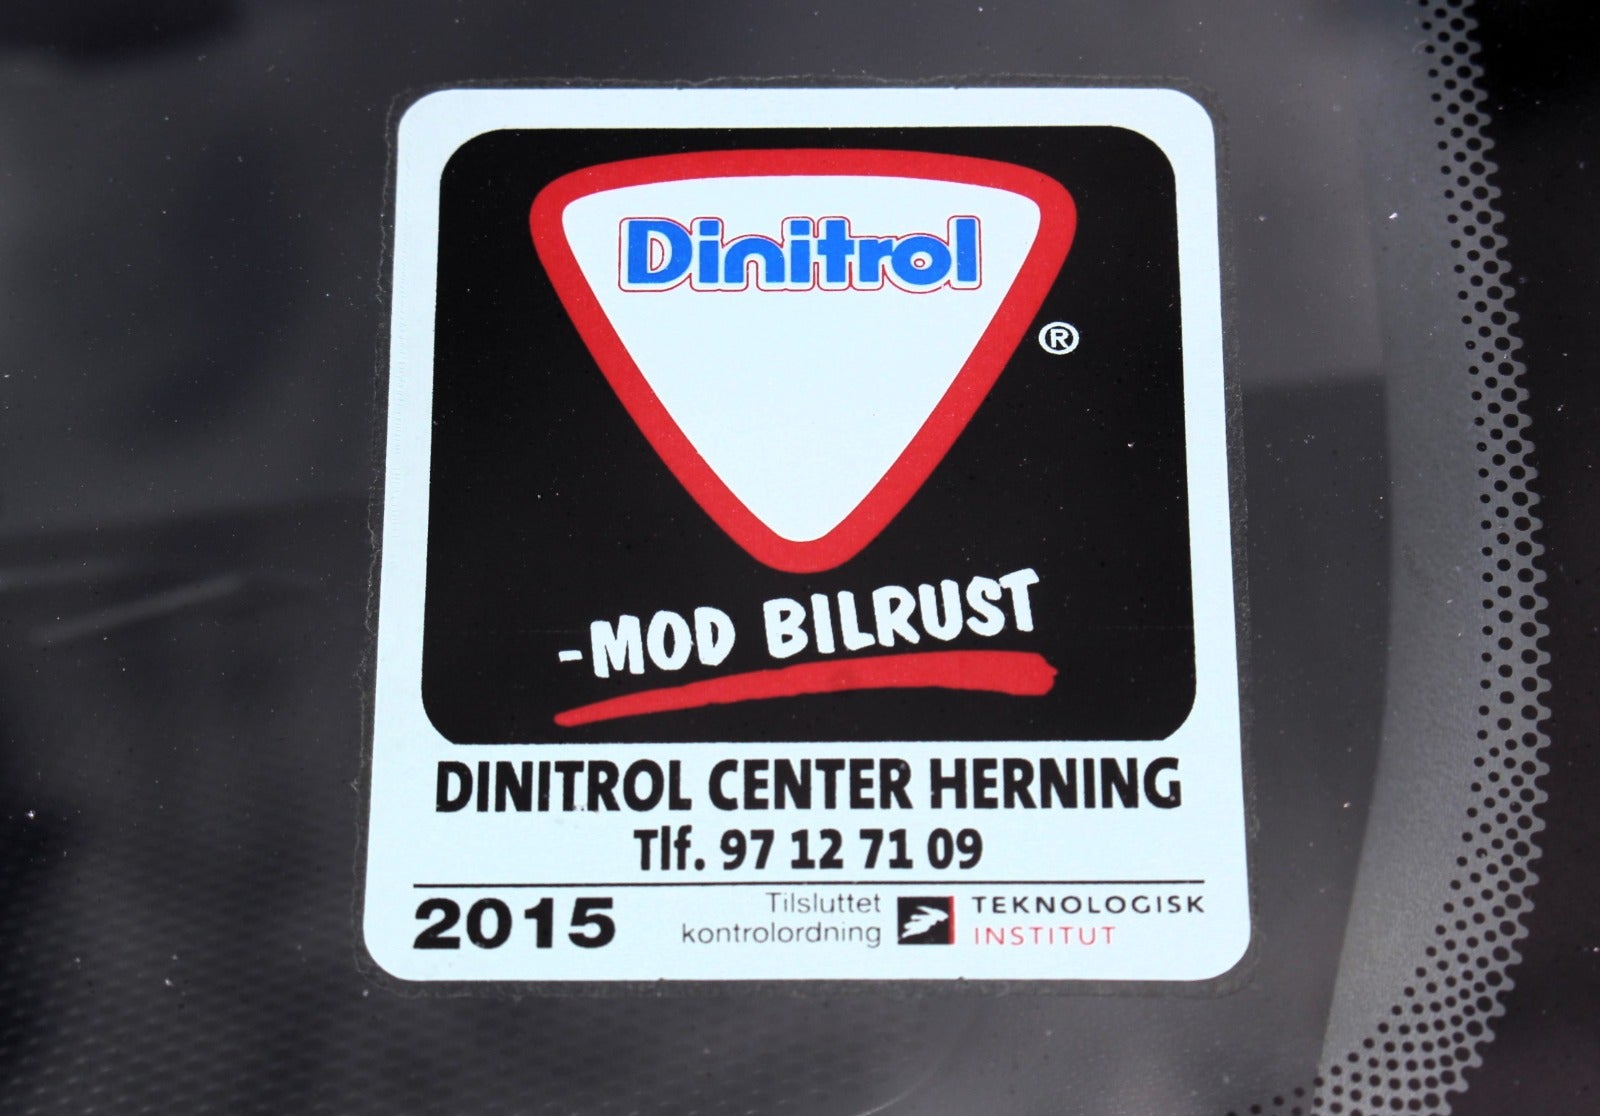 Dinitrol
®
-MOD BILRUST
DINITROL CENTER HERNING
Tlf. 97 12 71 09
2015
Tilsluttet
kontrolordning
TEKNOLOGISK
INSTITUT